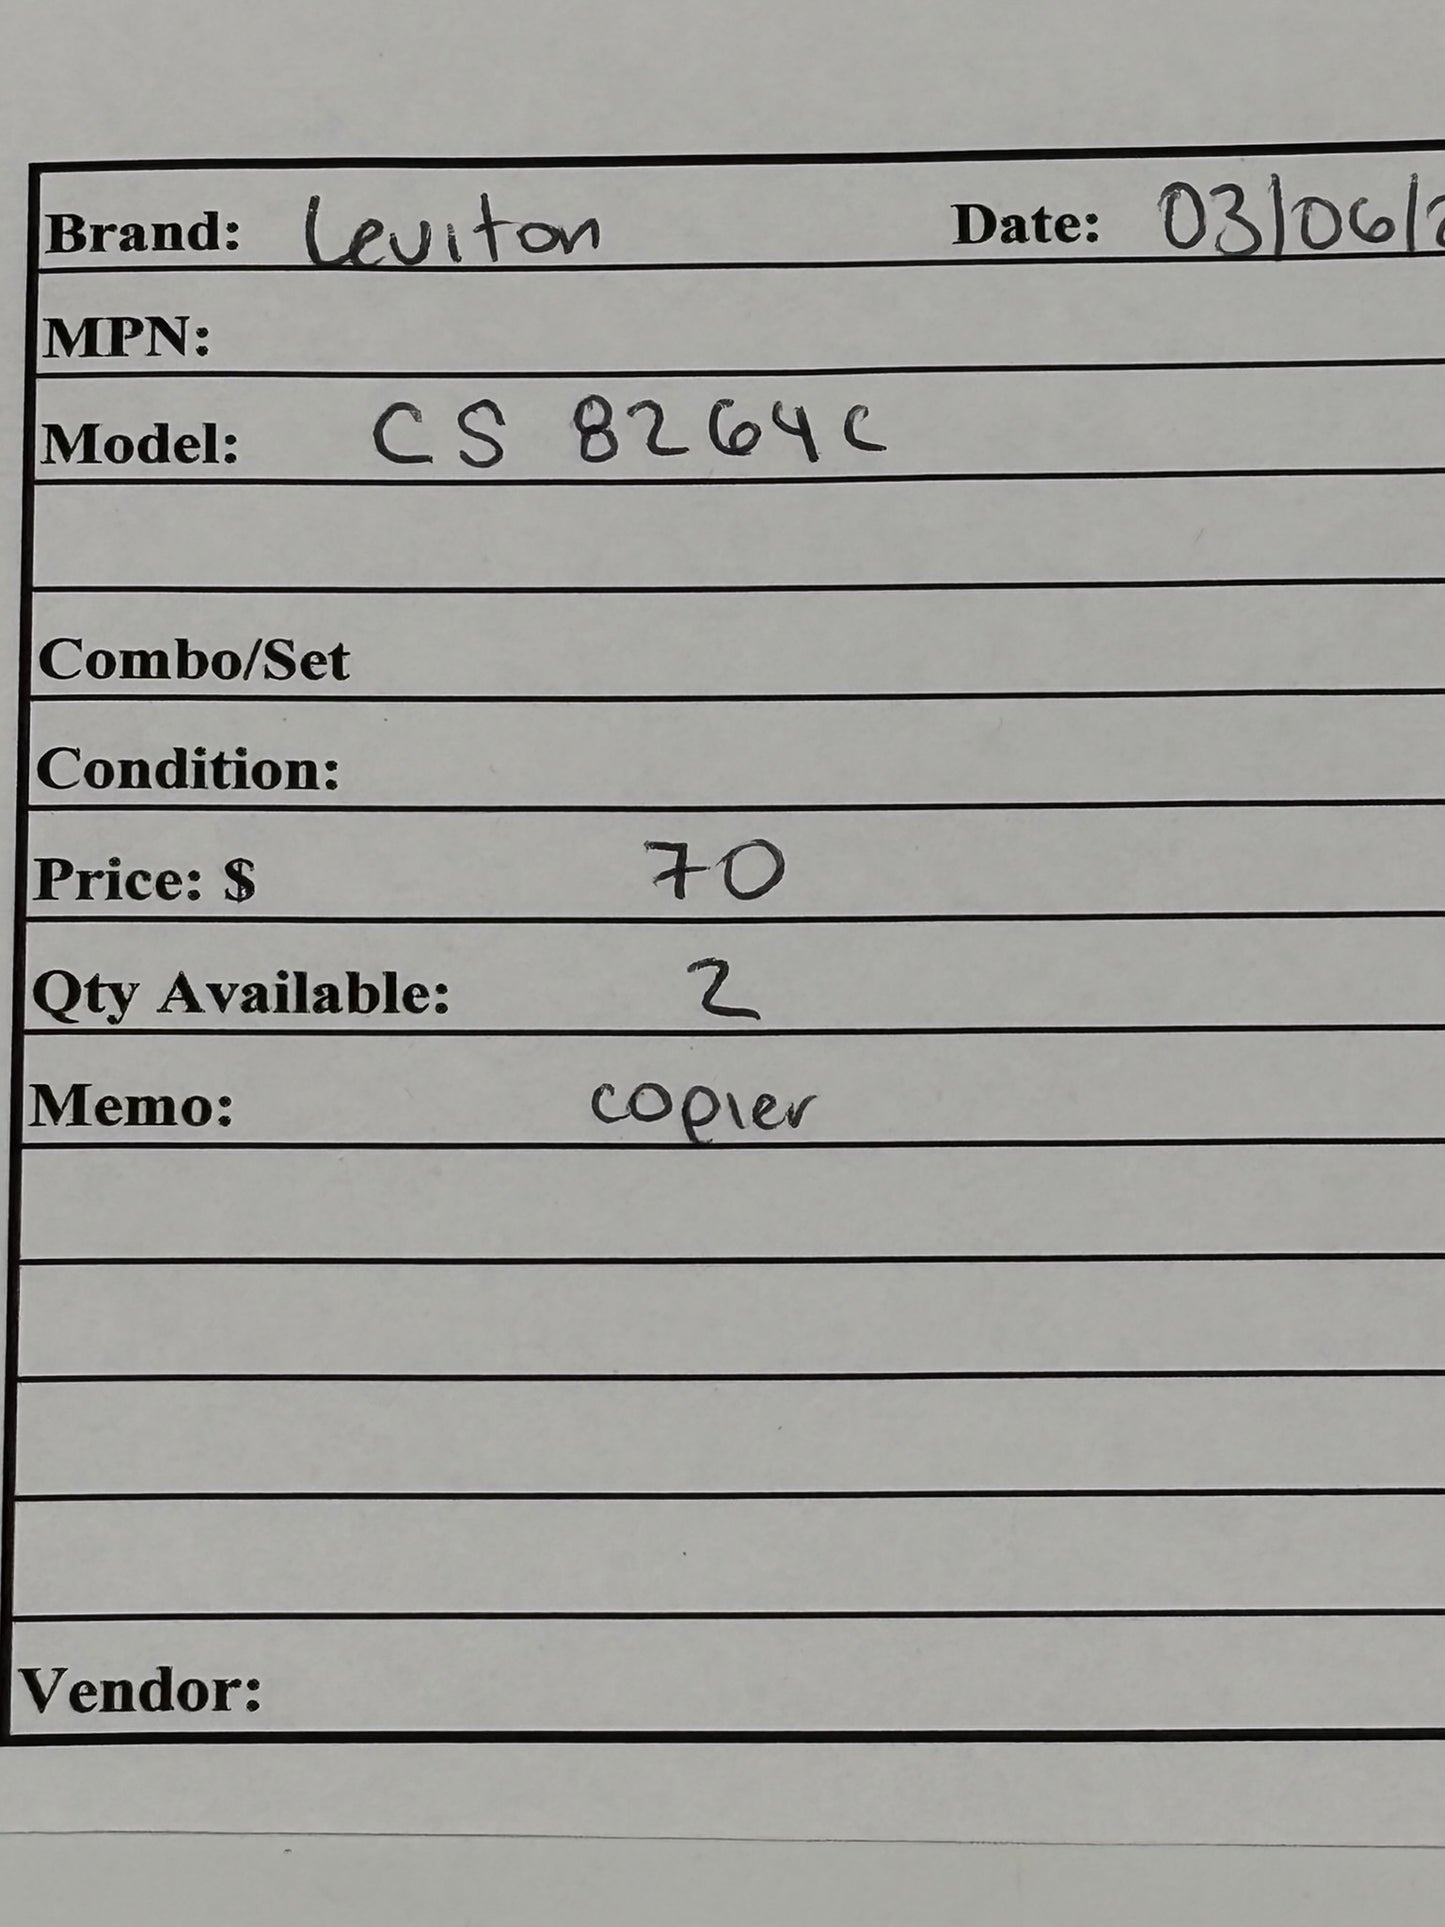 Brand: Leviton Date: 03/06/2
MPN:
Model: CS 8264C
Combo/Set
Condition:
Price: $ 70
Qty Available: 2
Memo: copier
Vendor: